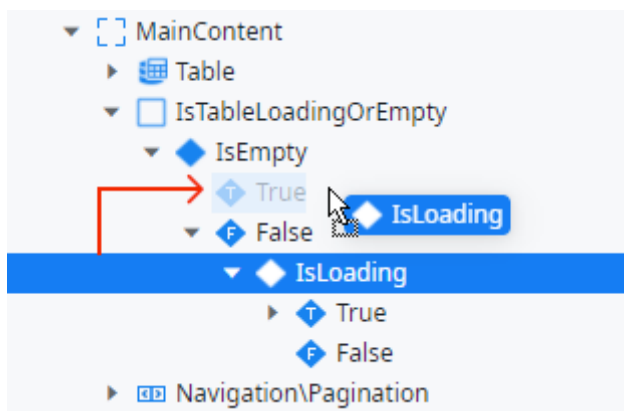 MainContent
Table
IsTableLoadingOrEmpty
IsEmpty
T True
IsLoading
F False
IsLoading
T True
F False
Navigation\Pagination